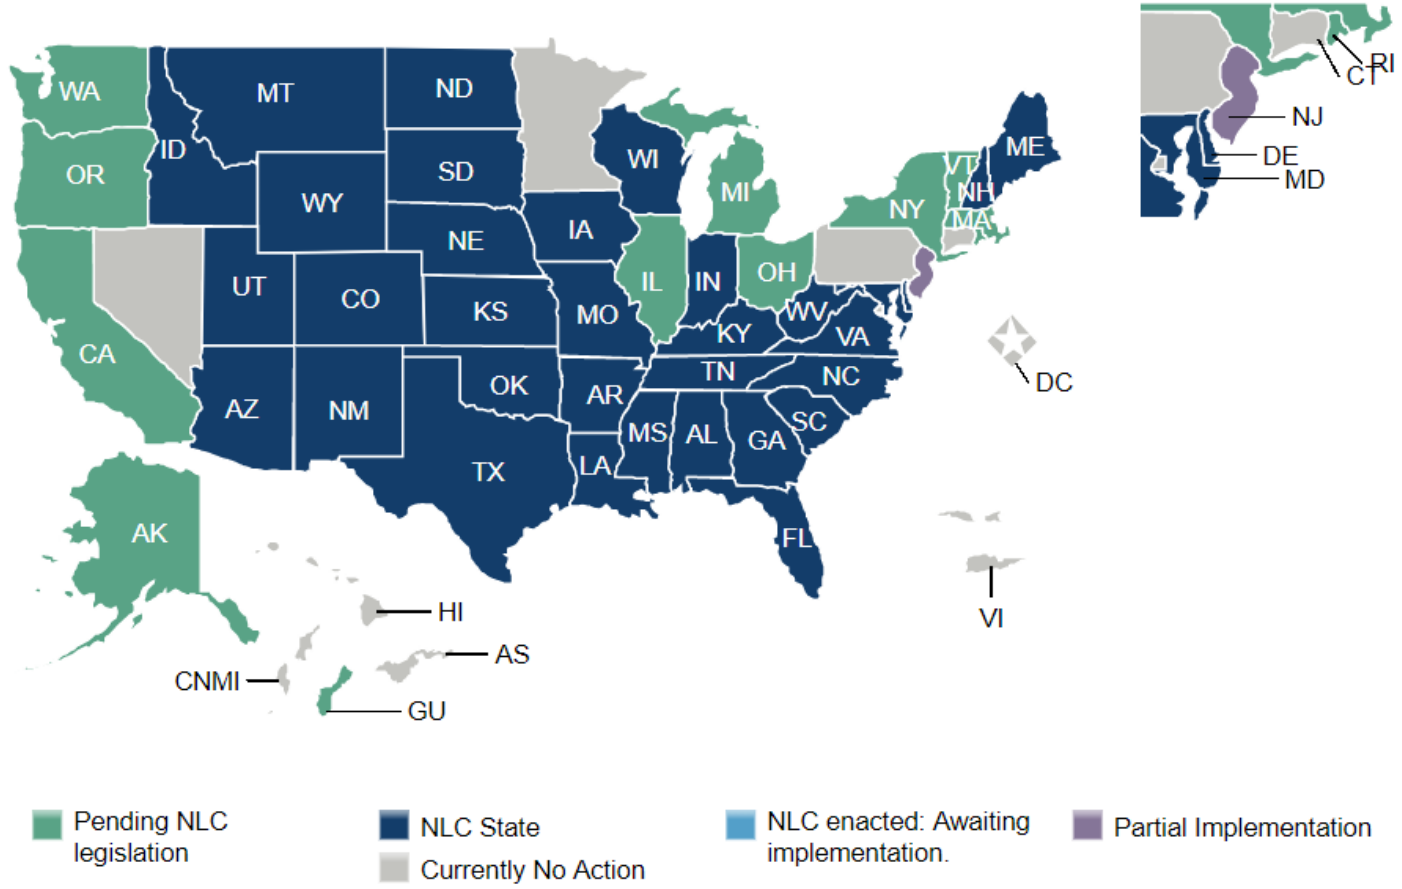 WA
MT
ND
ID
OR
WY
SD
WI
MI
VT
NH
ME
NY
MA
CT
RI
NJ
DE
MD
NE
IA
UT
CO
KS
MO
IL
IN
OH
WV
KY
VA
CA
AZ
NM
OK
AR
TN
NC
SC
MS
AL
GA
TX
LA
FL
DC
AK
HI
AS
CNMI
GU
VI
Pending NLC
legislation
NLC State
Currently No Action
NLC enacted: Awaiting
implementation.
Partial Implementation